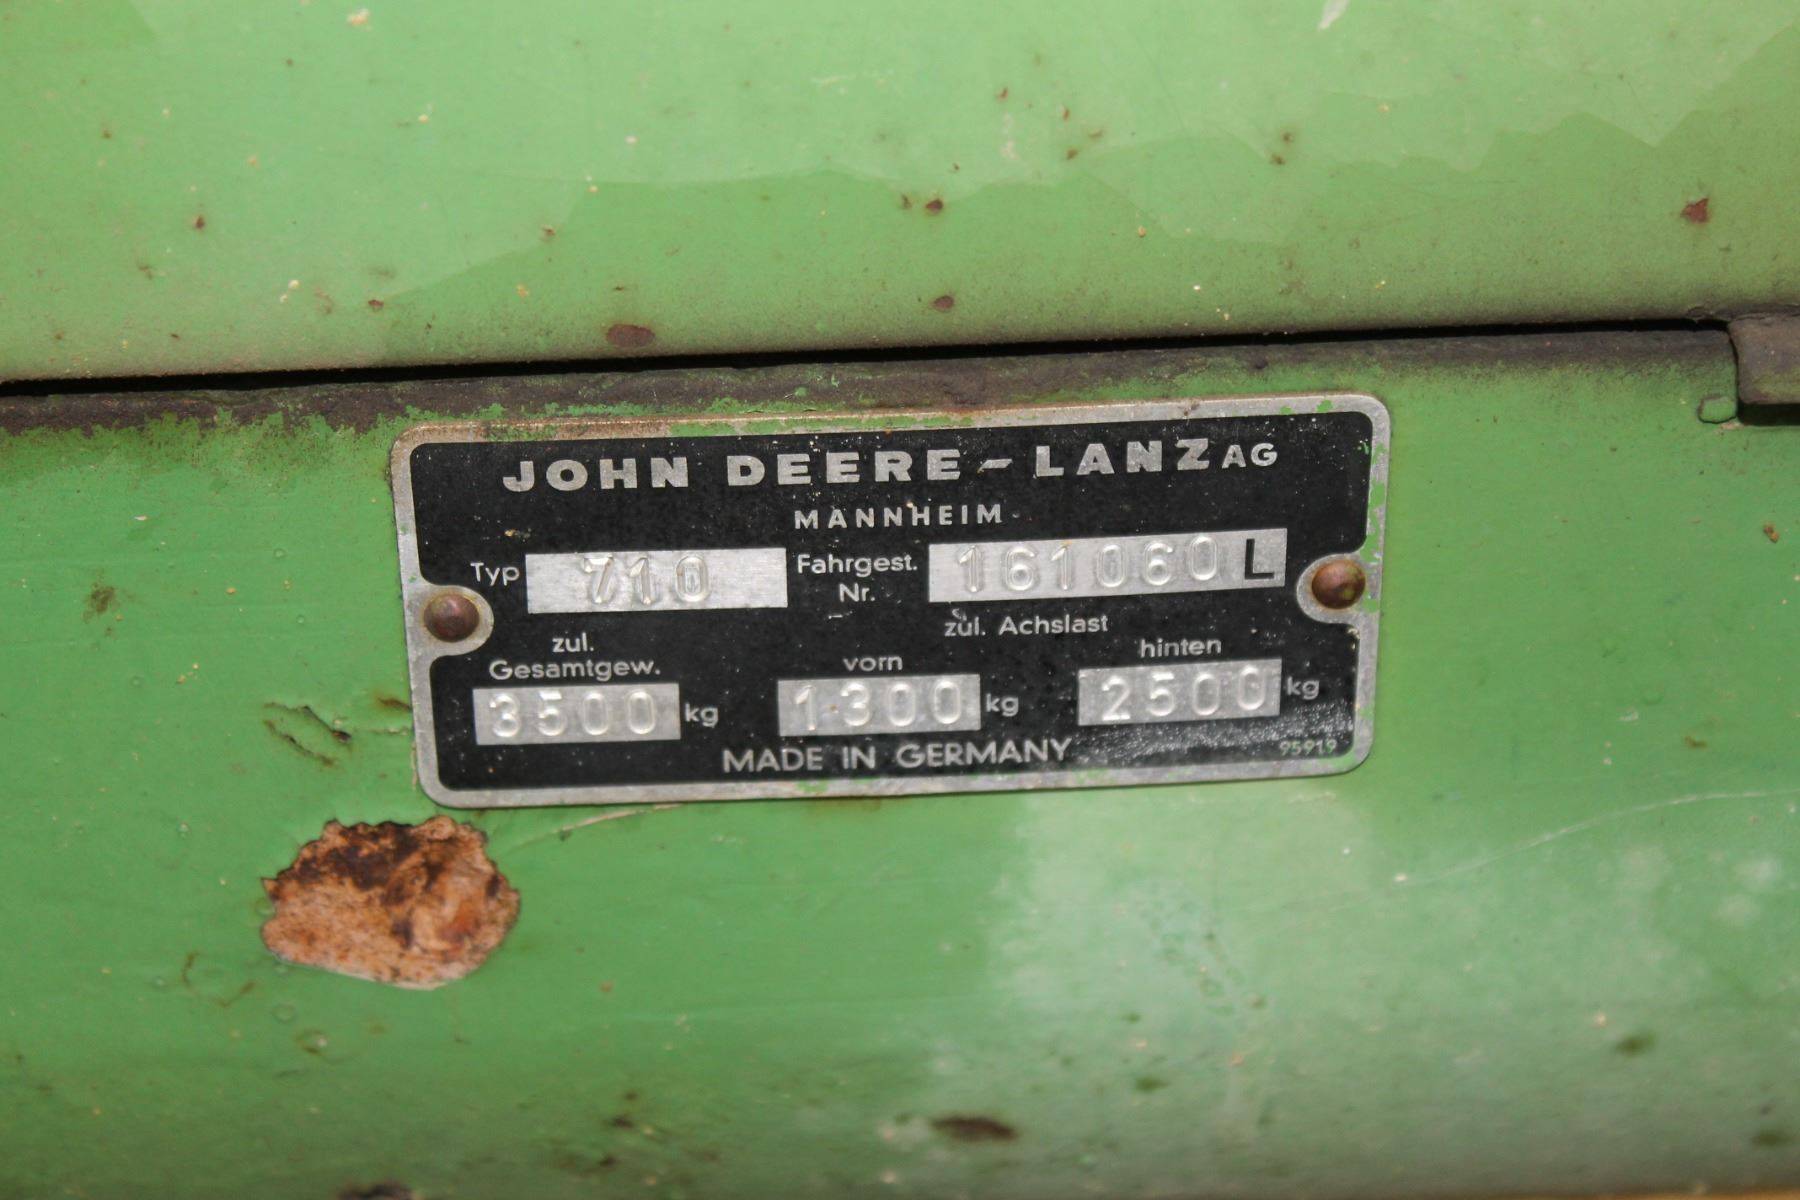 JOHN DEERE-LANZ AG
MANNHEIM
Typ 710 Fahrgest. Nr. 161060 L
zul. Gesamtgew. 3500 kg
zul. Achslast
vorn 1300 kg hinten 2500 kg
MADE IN GERMANY
95919